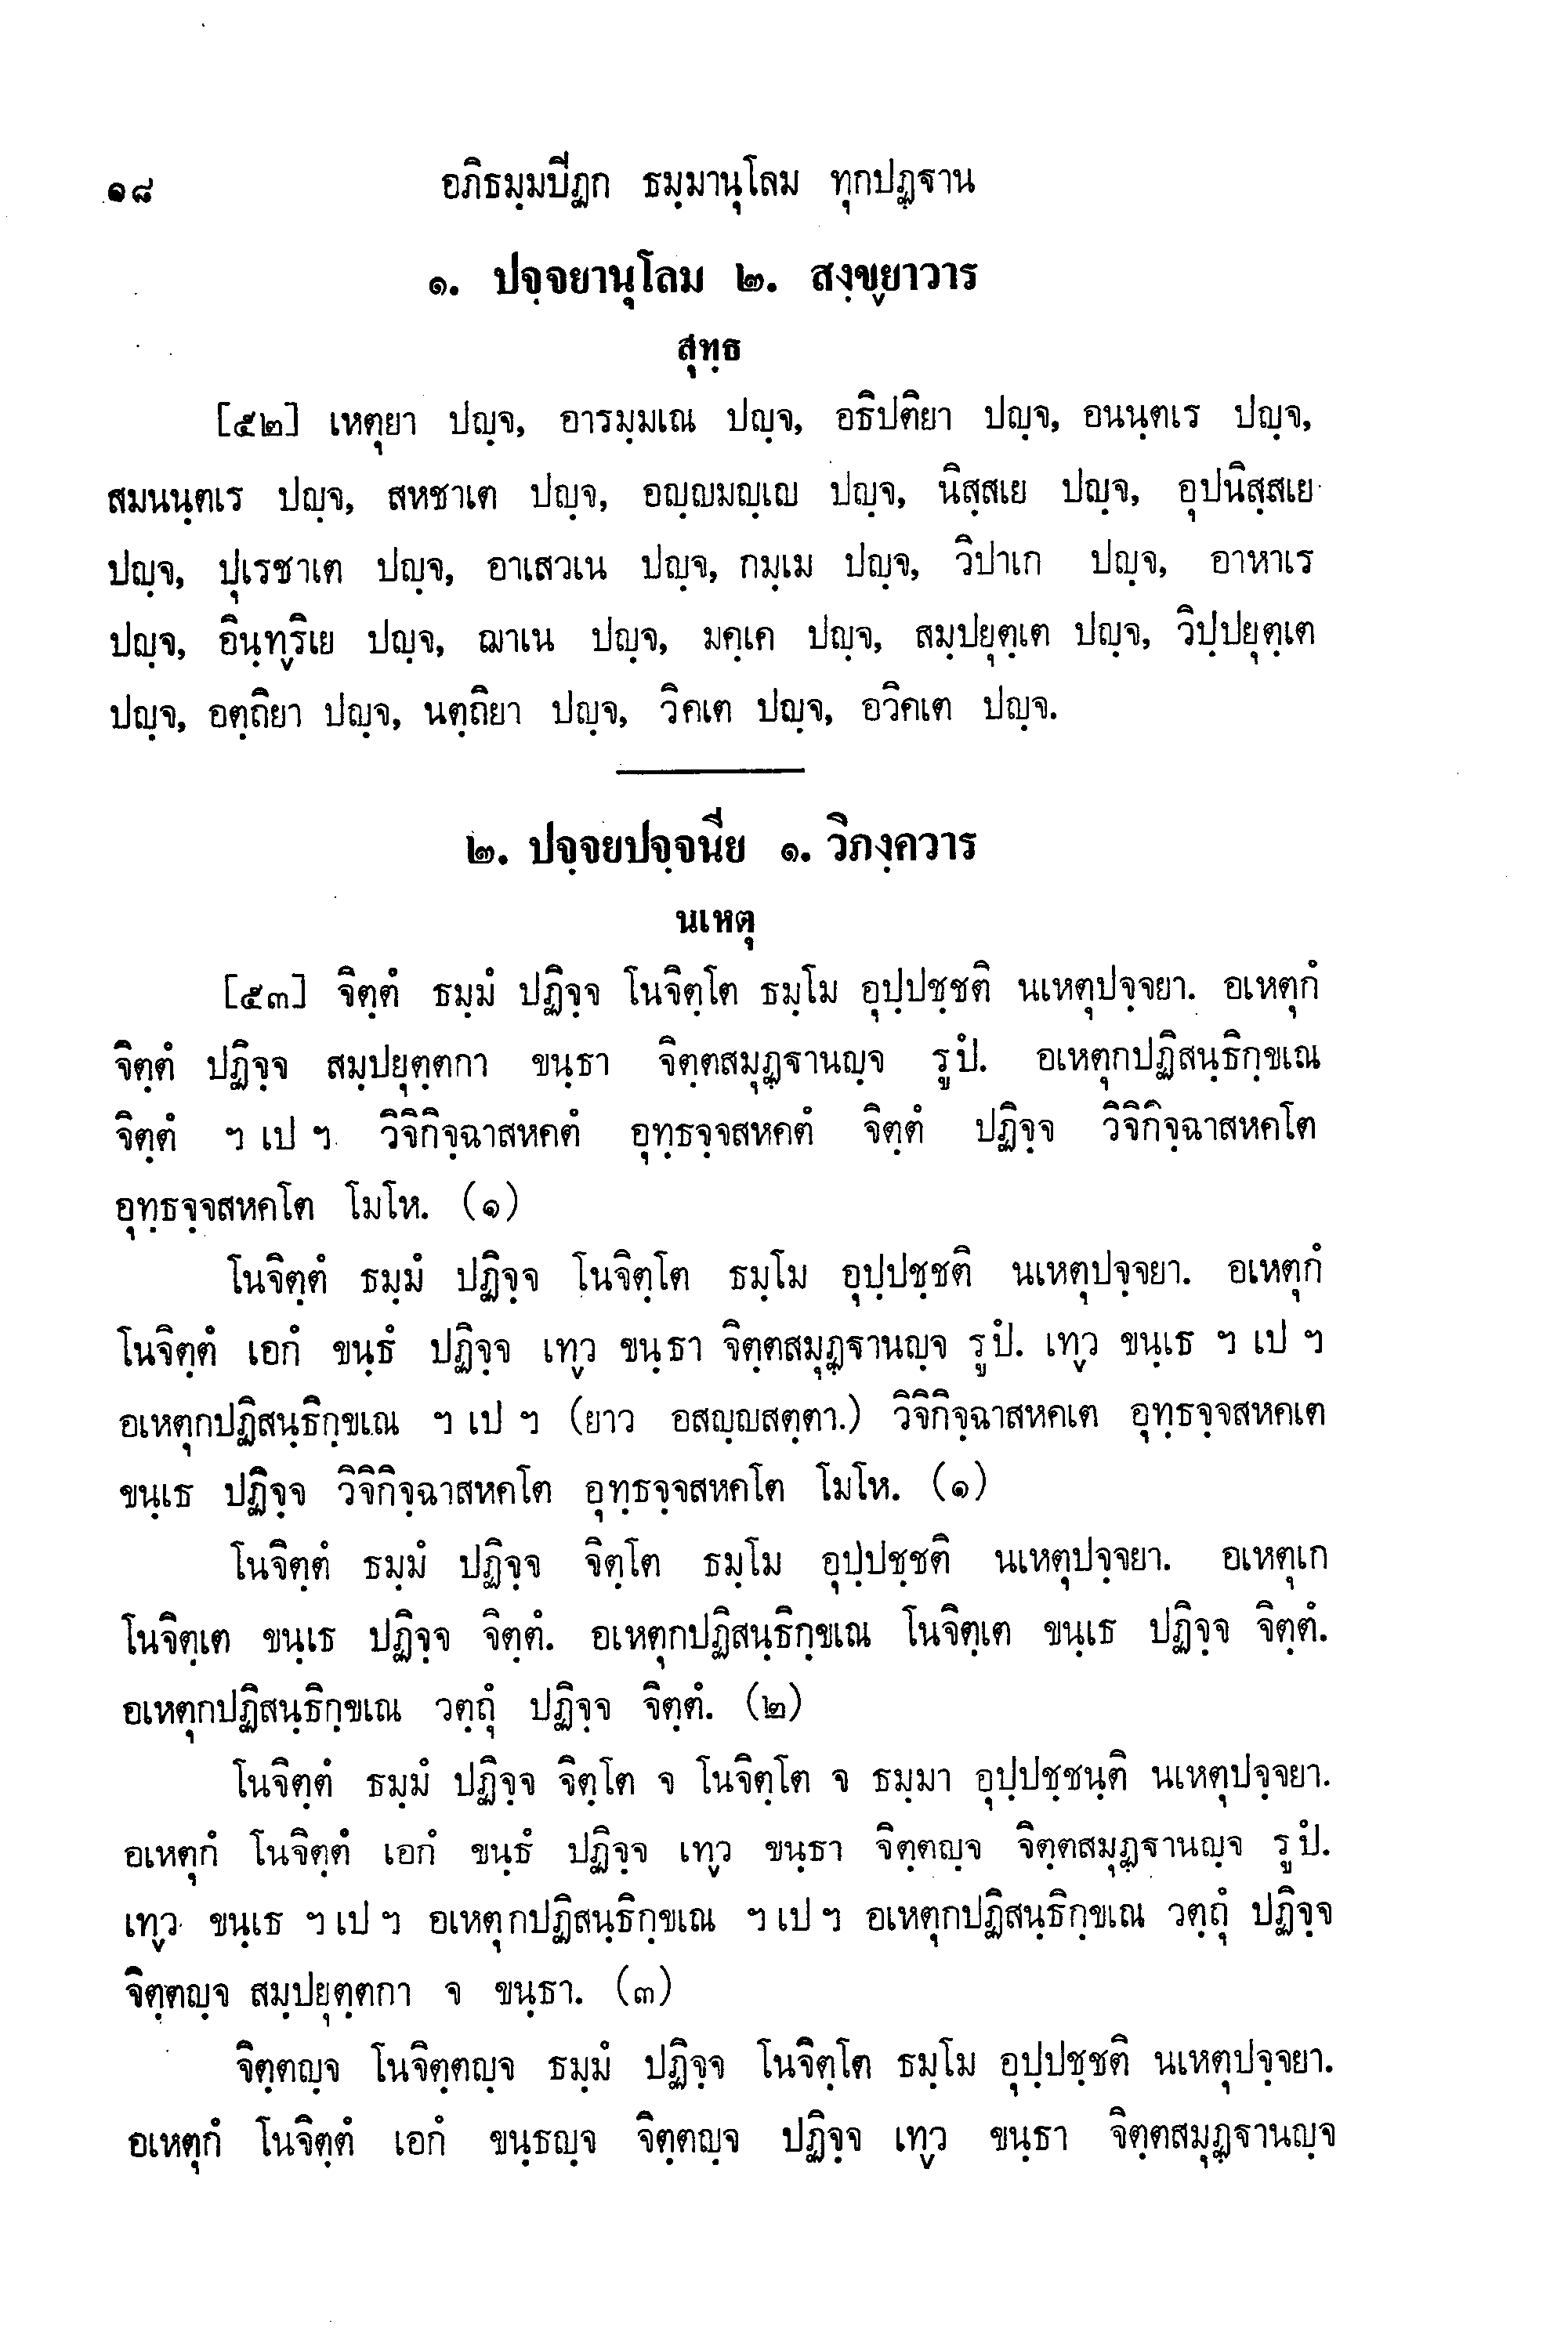 ๑๘ อภิธมฺมปีฏก ธมฺมานุโลม ทุกปฏฺฐาน
๑. ปจฺจยานุโลม ๒. สงฺขฺยาวาร
สุทฺธ
[๕๒] เหตุยา ปญฺจ, อารมฺมเณ ปญฺจ, อธิปติยา ปญฺจ, อนนฺตเร ปญฺจ,
สมนนฺตเร ปญฺจ, สหชาเต ปญฺจ, อญฺญมญฺเญ ปญฺจ, นิสฺสเย ปญฺจ, อุปนิสฺสเย
ปญฺจ, ปุเรชาเต ปญฺจ, อาเสวเน ปญฺจ, กมฺเม ปญฺจ, วิปาเก ปญฺจ, อาหาเร
ปญฺจ, อินฺทฺริเย ปญฺจ, ฌาเน ปญฺจ, มคฺเค ปญฺจ, สมฺปยุตฺเต ปญฺจ, วิปฺปยุตฺเต
ปญฺจ, อตฺถิยา ปญฺจ, นตฺถิยา ปญฺจ, วิคเต ปญฺจ, อวิคเต ปญฺจ.
๒. ปจฺจยปจฺจนีย ๑. วิภงฺควาร
นเหตุ
[๕๓] จิตฺตํ ธมฺมํ ปฏิจฺจ โนจิตฺโต ธมฺโม อุปฺปชฺชติ นเหตุปจฺจยา. อเหตุกํ
จิตฺตํ ปฏิจฺจ สมฺปยุตฺตกา ขนฺธา จิตฺตสมุฏฺฐานญฺจ รูปํ. อเหตุกปฏิสนฺธิกฺขเณ
จิตฺตํ ฯ เป ฯ วิจิกิจฺฉาสหคตํ อุทฺธจฺจสหคตํ จิตฺตํ ปฏิจฺจ วิจิกิจฺฉาสหคโต
อุทฺธจฺจสหคโต โมโห. (๑)
โนจิตฺตํ ธมฺมํ ปฏิจฺจ โนจิตฺโต ธมฺโม อุปฺปชฺชติ นเหตุปจฺจยา. อเหตุกํ
โนจิตฺตํ เอกํ ขนฺธํ ปฏิจฺจ เทฺว ขนฺธา จิตฺตสมุฏฺฐานญฺจ รูปํ. เทฺว ขนฺเธ ฯ เป ฯ
อเหตุกปฏิสนฺธิกฺขเณ ฯ เป ฯ (ยาว อสญฺญสตฺตา.) วิจิกิจฺฉาสหคเต อุทฺธจฺจสหคเต
ขนฺเธ ปฏิจฺจ วิจิกิจฺฉาสหคโต อุทฺธจฺจสหคโต โมโห. (๑)
โนจิตฺตํ ธมฺมํ ปฏิจฺจ จิตฺโต ธมฺโม อุปฺปชฺชติ นเหตุปจฺจยา. อเหตุเก
โนจิตฺเต ขนฺเธ ปฏิจฺจ จิตฺตํ. อเหตุกปฏิสนฺธิกฺขเณ โนจิตฺเต ขนฺเธ ปฏิจฺจ จิตฺตํ.
อเหตุกปฏิสนฺธิกฺขเณ วตฺถุํ ปฏิจฺจ จิตฺตํ. (๒)
โนจิตฺตํ ธมฺมํ ปฏิจฺจ จิตฺโต จ โนจิตฺโต จ ธมฺมา อุปฺปชฺชนฺติ นเหตุปจฺจยา.
อเหตุกํ โนจิตฺตํ เอกํ ขนฺธํ ปฏิจฺจ เทฺว ขนฺธา จิตฺตญฺจ จิตฺตสมุฏฺฐานญฺจ รูปํ.
เทฺว ขนฺเธ ฯ เป ฯ อเหตุกปฏิสนฺธิกฺขเณ ฯ เป ฯ อเหตุกปฏิสนฺธิกฺขเณ วตฺถุํ ปฏิจฺจ
จิตฺตญฺจ สมฺปยุตฺตกา จ ขนฺธา. (๓)
จิตฺตญฺจ โนจิตฺตญฺจ ธมฺมํ ปฏิจฺจ โนจิตฺโต ธมฺโม อุปฺปชฺชติ นเหตุปจฺจยา.
อเหตุกํ โนจิตฺตํ เอกํ ขนฺธญฺจ จิตฺตญฺจ ปฏิจฺจ เทฺว ขนฺธา จิตฺตสมุฏฺฐานญฺจ